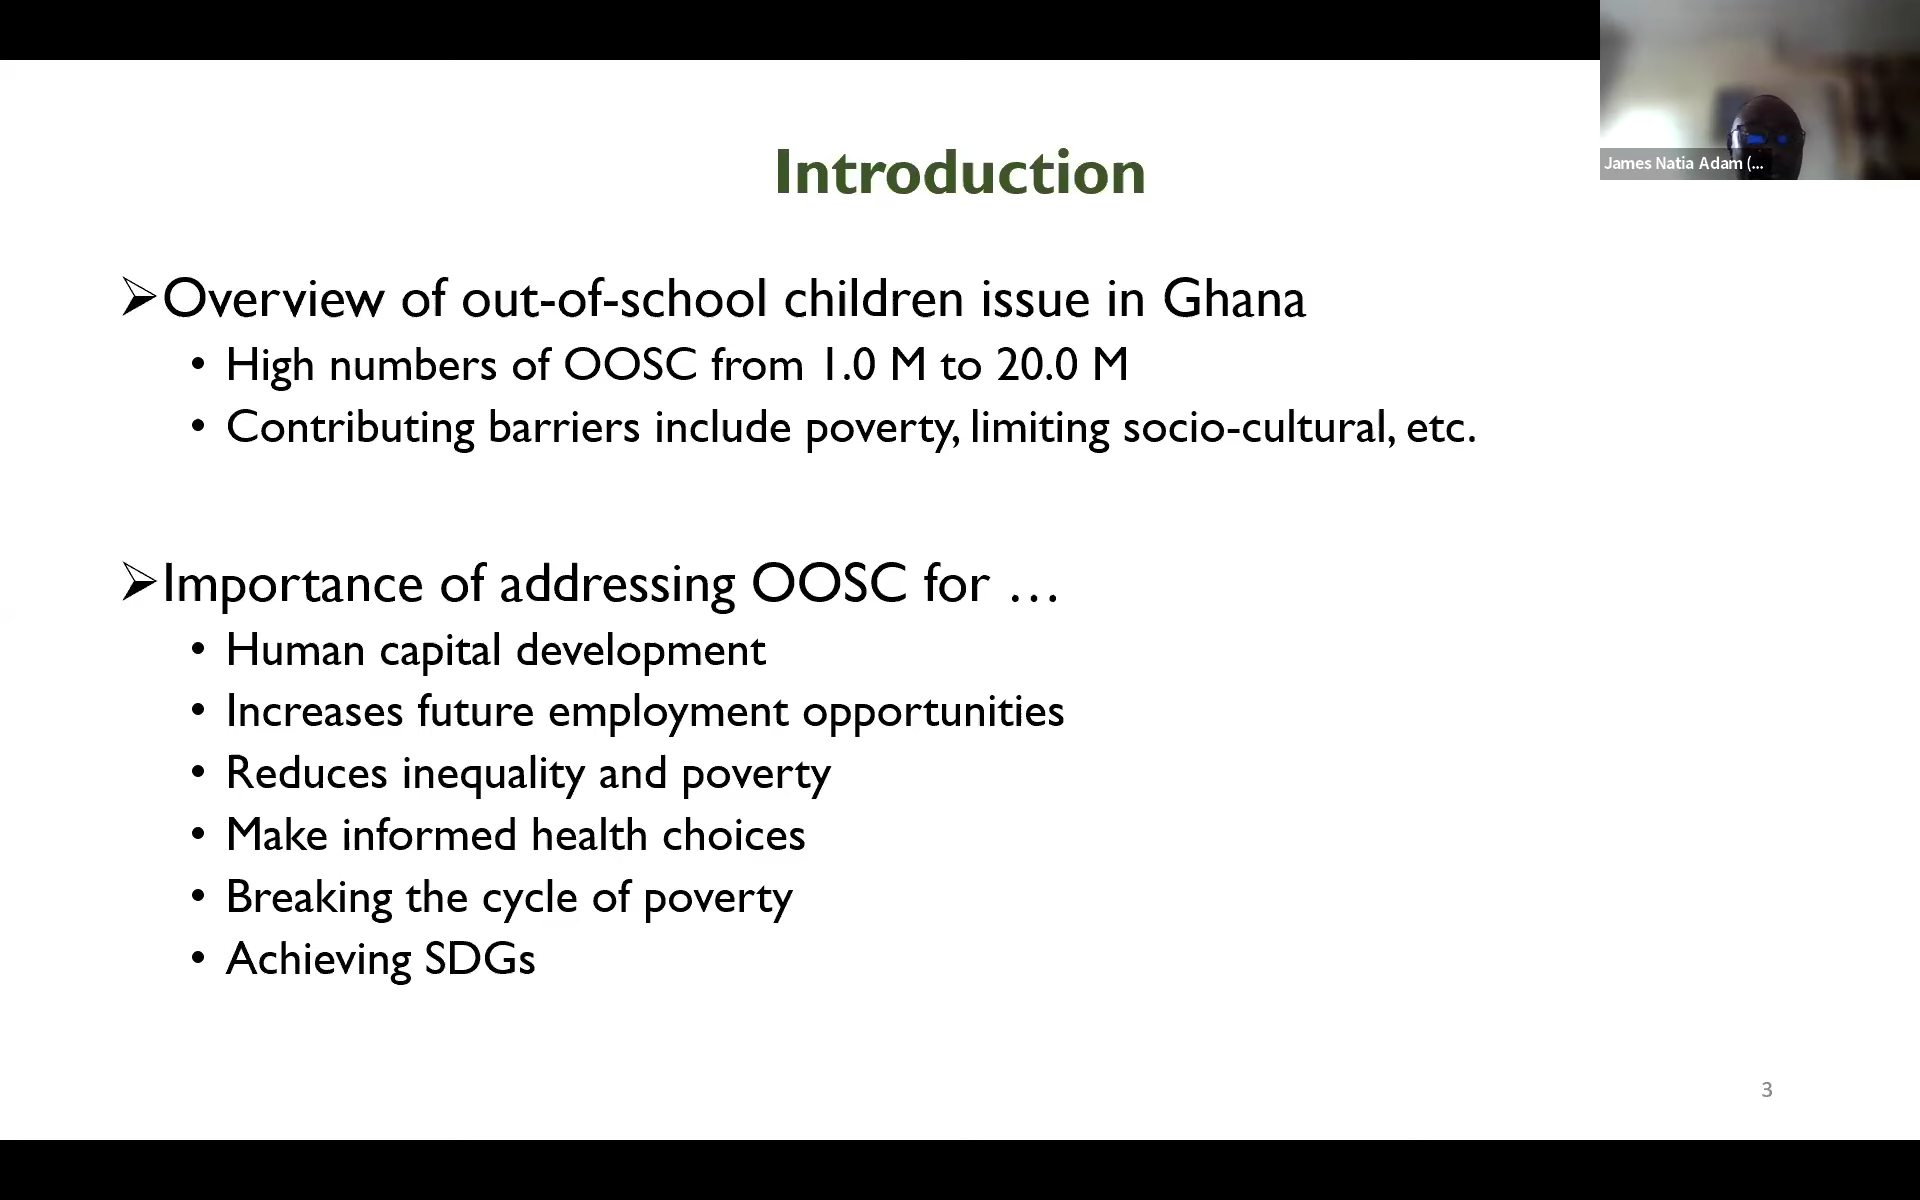 James Natia Adam (...
Introduction
➢Overview of out-of-school children issue in Ghana
• High numbers of OOSC from 1.0 M to 20.0 M
• Contributing barriers include poverty, limiting socio-cultural, etc.
➢Importance of addressing OOSC for …
• Human capital development
• Increases future employment opportunities
• Reduces inequality and poverty
• Make informed health choices
• Breaking the cycle of poverty
• Achieving SDGs
3